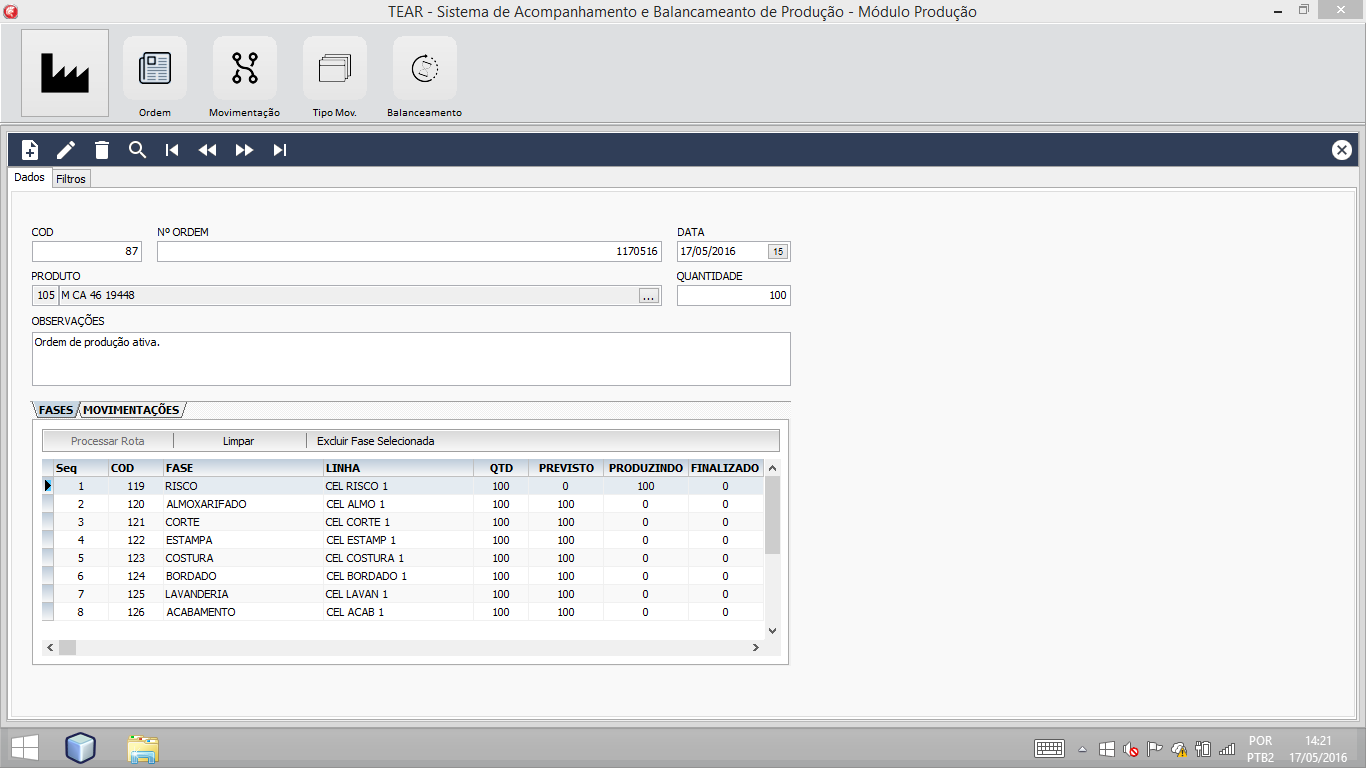 TEAR - Sistema de Acompanhamento e Balancameanto de Produção - Módulo Produção
Ordem Movimentação Tipo Mov. Balanceamento
Dados Filtros
COD Nº ORDEM DATA
87 1170516 17/05/2016 15
PRODUTO QUANTIDADE
105 M CA 46 19448 ... 100
OBSERVAÇÕES
Ordem de produção ativa.
FASES MOVIMENTAÇÕES
Processar Rota Limpar Excluir Fase Selecionada
Seq COD FASE LINHA QTD PREVISTO PRODUZINDO FINALIZADO
1 119 RISCO CEL RISCO 1 100 0 100 0
2 120 ALMOXARIFADO CEL ALMO 1 100 100 0 0
3 121 CORTE CEL CORTE 1 100 100 0 0
4 122 ESTAMPA CEL ESTAMP 1 100 100 0 0
5 123 COSTURA CEL COSTURA 1 100 100 0 0
6 124 BORDADO CEL BORDADO 1 100 100 0 0
7 125 LAVANDERIA CEL LAVAN 1 100 100 0 0
8 126 ACABAMENTO CEL ACAB 1 100 100 0 0
POR 14:21
PTB2 17/05/2016